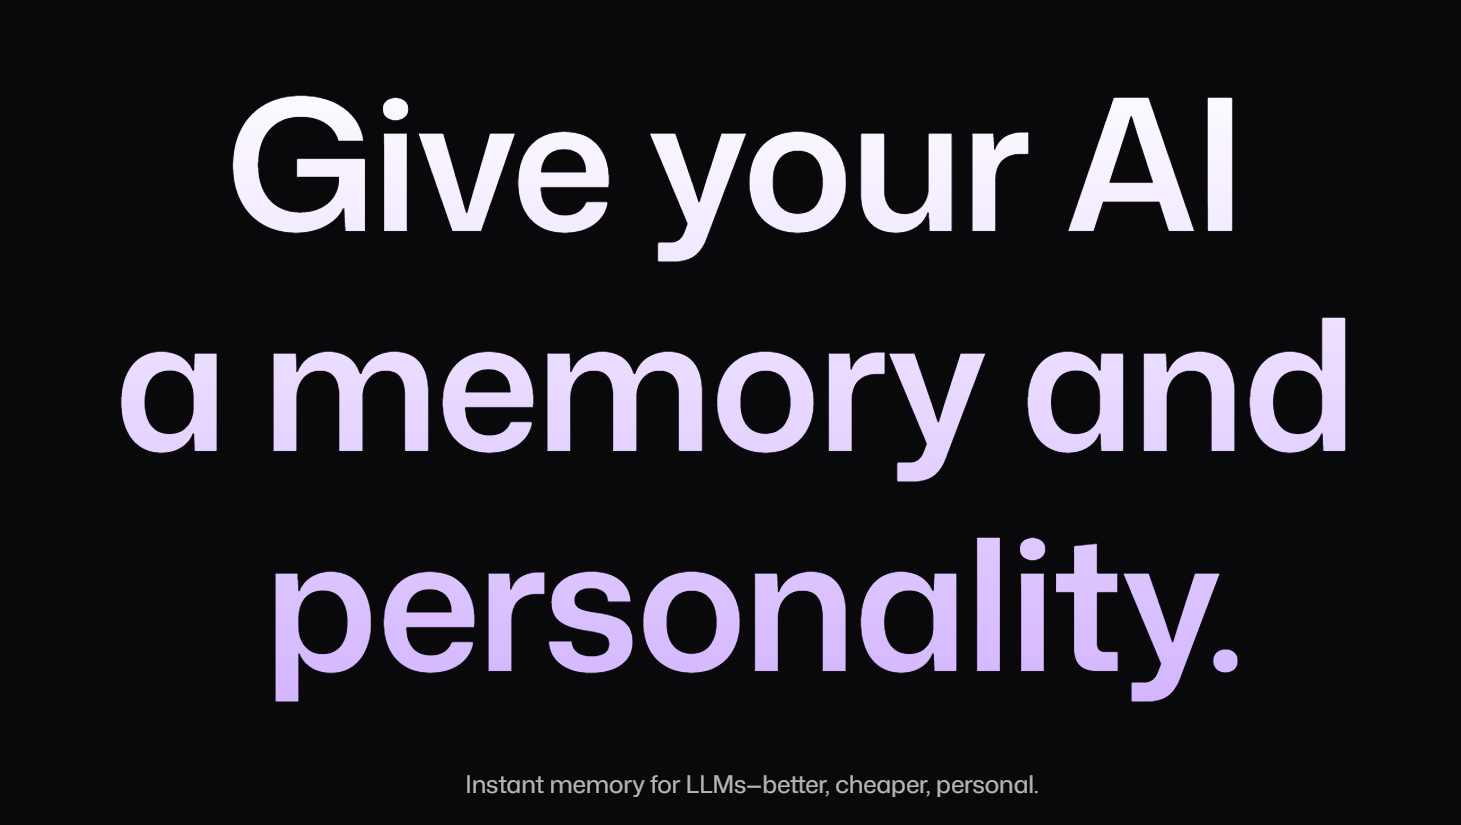 Give your AI
a memory and
personality.
Instant memory for LLMs—better, cheaper, personal.